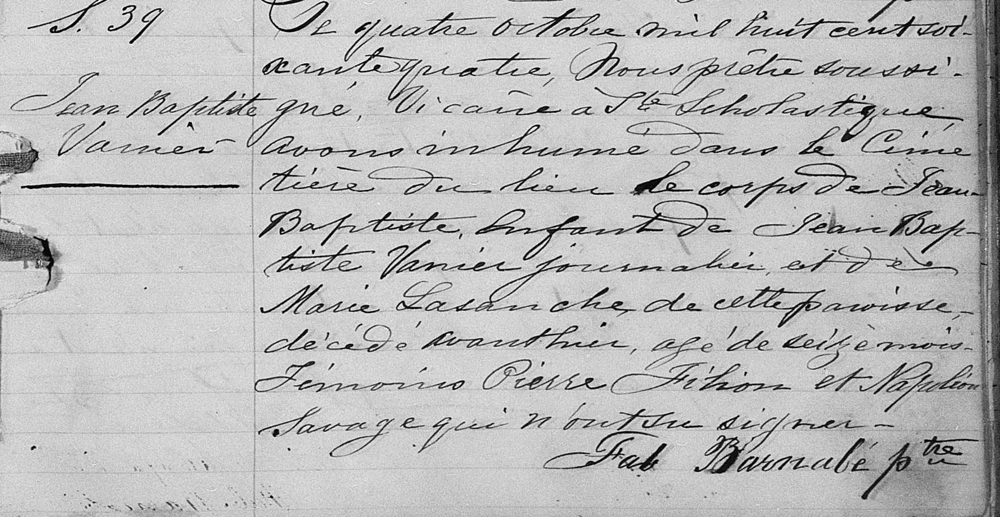 S. 39
Jean Baptiste
Vanier
Le quatre octobre mil huit cent soi-
xante quatre, Nous prêtre soussi-
gné, Vicaire à Ste Scholastique,
avons inhumé dans le Cime
tière du lieu le corps de Jean-
Baptiste, Enfant de Jean Bap-
tiste Vanier journalier, et de
Marie Lasanche, de cette paroisse,
décédé avanthier, agé de seize mois-
Témoins Pierre Filion et Napoléon
Savage qui n'ont su signer -
Fab Barnabé ptre